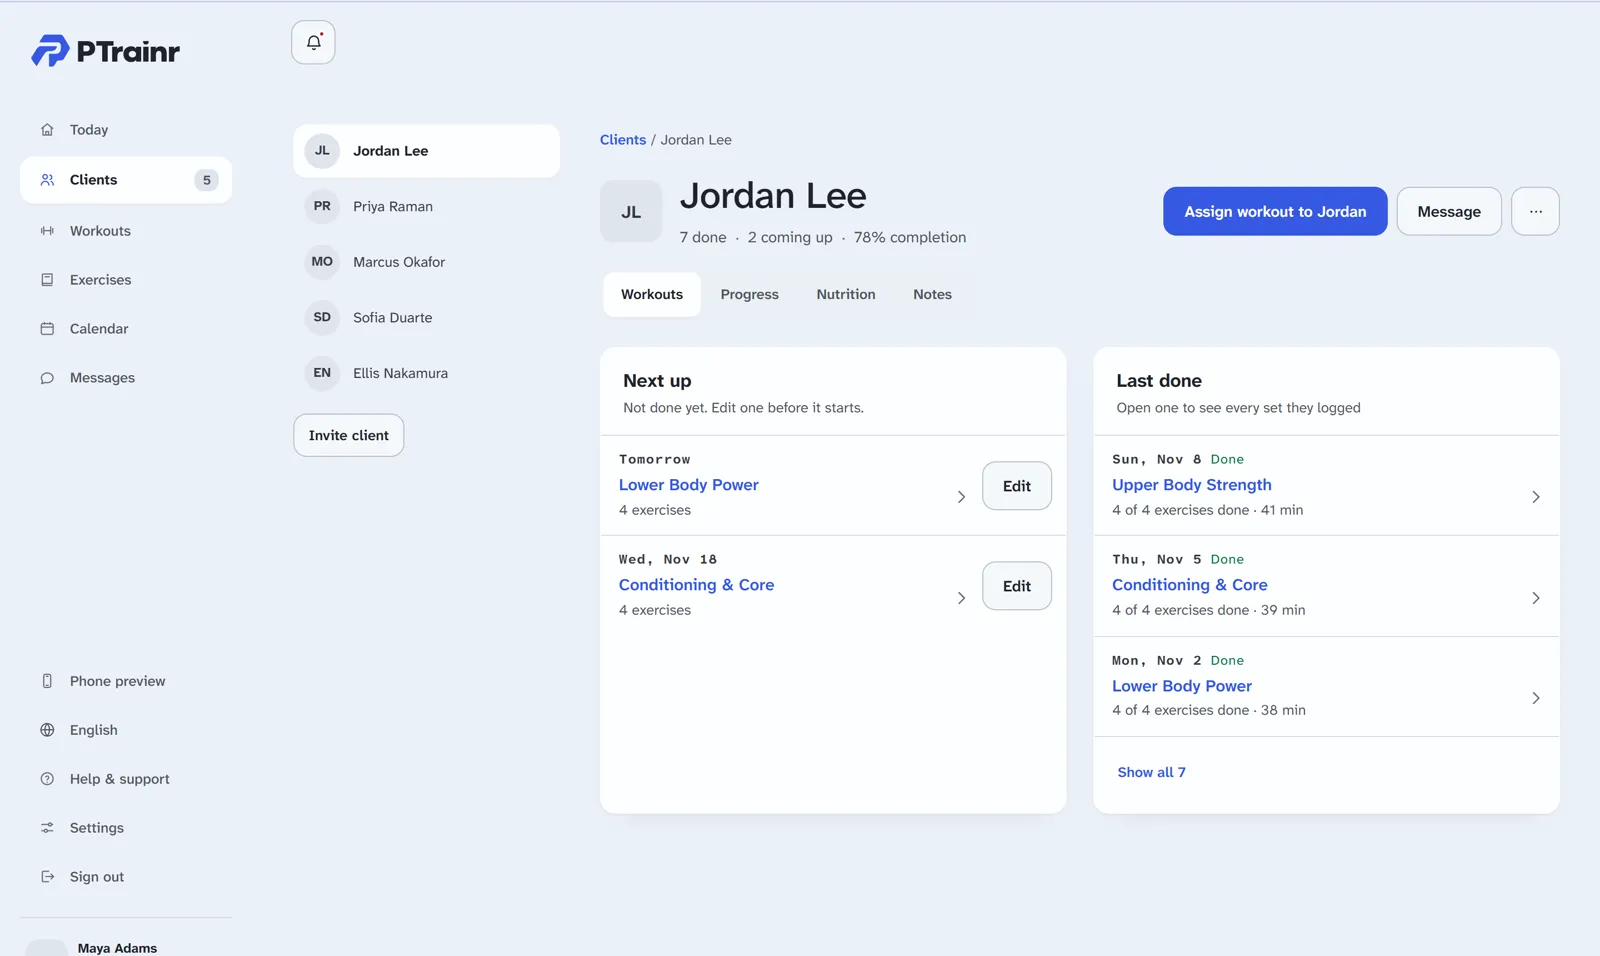 PTrainr
Today
Clients 5
Workouts
Exercises
Calendar
Messages
Phone preview
English
Help & support
Settings
Sign out
Maya Adams
JL Jordan Lee
PR Priya Raman
MO Marcus Okafor
SD Sofia Duarte
EN Ellis Nakamura
Invite client
Clients / Jordan Lee
JL
Jordan Lee
7 done · 2 coming up · 78% completion
Assign workout to Jordan
Message
...
Workouts Progress Nutrition Notes
Next up
Not done yet. Edit one before it starts.
Tomorrow
Lower Body Power
4 exercises
Edit
Wed, Nov 18
Conditioning & Core
4 exercises
Edit
Last done
Open one to see every set they logged
Sun, Nov 8 Done
Upper Body Strength
4 of 4 exercises done · 41 min
Thu, Nov 5 Done
Conditioning & Core
4 of 4 exercises done · 39 min
Mon, Nov 2 Done
Lower Body Power
4 of 4 exercises done · 38 min
Show all 7